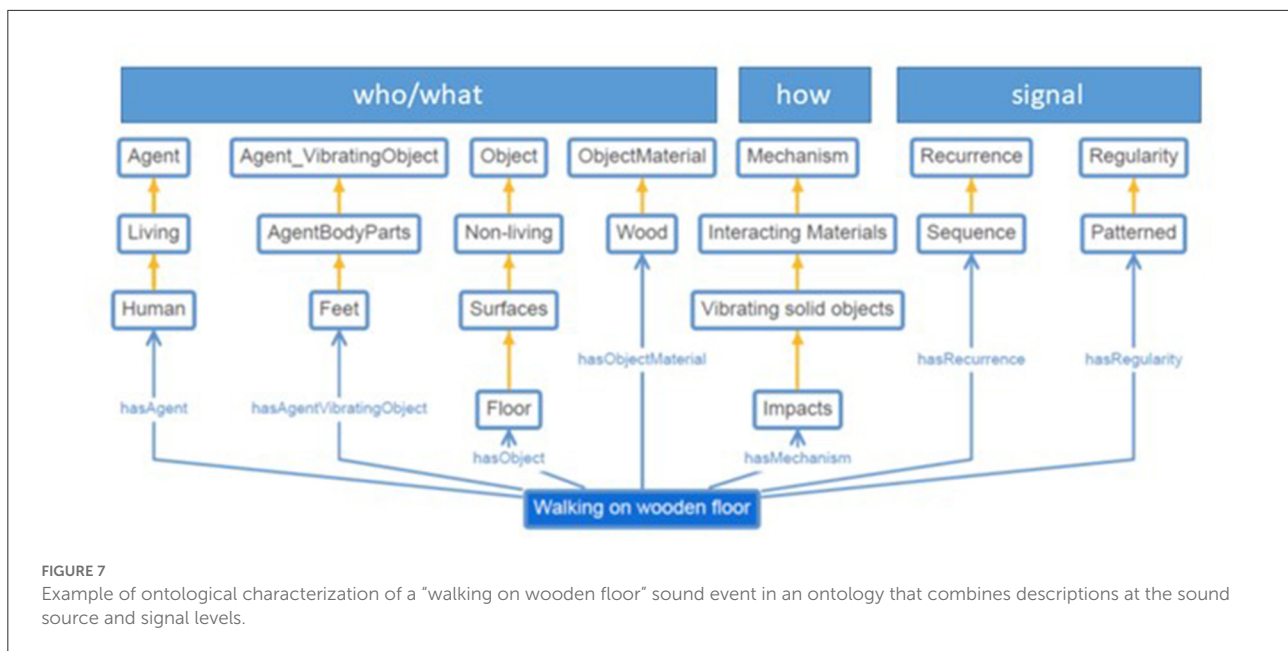 who/what how signal
Agent Agent_VibratingObject Object ObjectMaterial Mechanism Recurrence Regularity
Living AgentBodyParts Non-living Wood Interacting Materials Sequence Patterned
Human Feet Surfaces Vibrating solid objects
hasObjectMaterial hasRecurrence hasRegularity
hasAgent hasAgentVibratingObject Floor Impacts
hasObject hasMechanism
Walking on wooden floor
FIGURE 7
Example of ontological characterization of a “walking on wooden floor” sound event in an ontology that combines descriptions at the sound
source and signal levels.